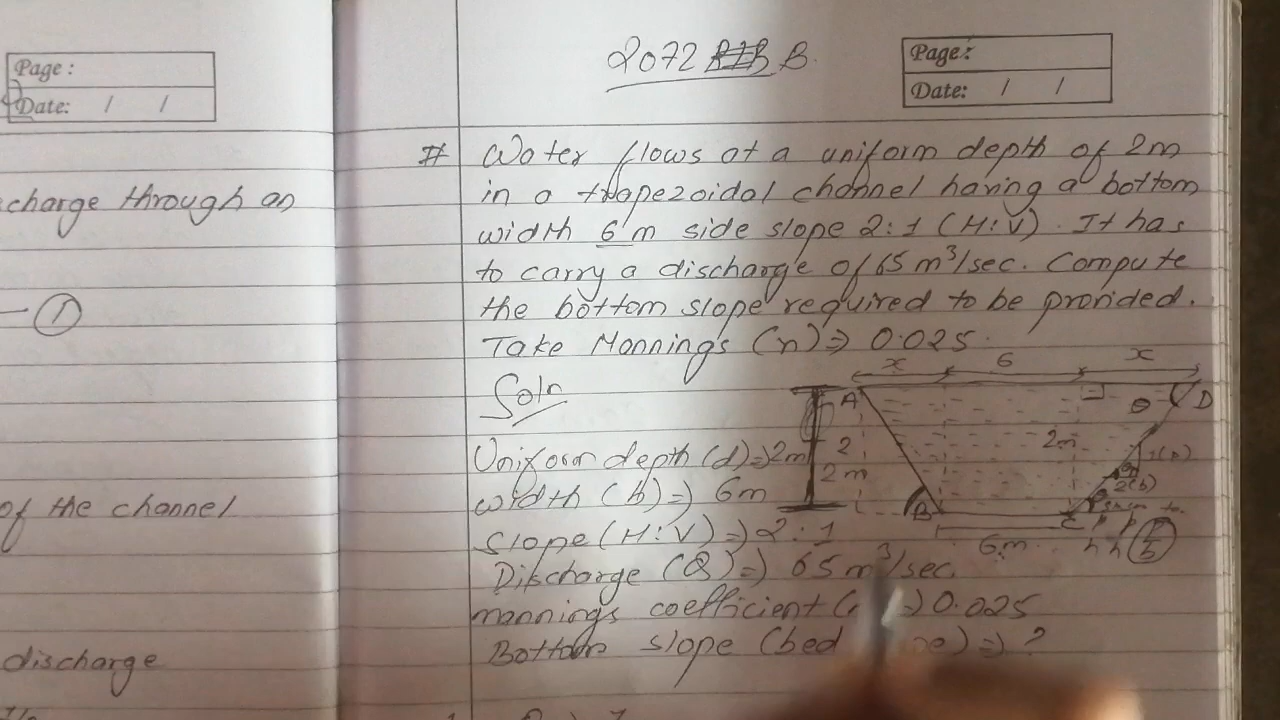 Page :
Date: / /
charge through an
①
of the channel
discharge
2072 B.
Page:
Date: / /
# Water flows at a uniform depth of 2m
in a trapezoidal channel having a bottom
width 6 m side slope 2:1 (H:V). It has
to carry a discharge of 65 m³/sec. Compute
the bottom slope required to be provided.
Take Mannings (n) => 0.025.
Soln
x 6 x
A D
θ
2
2m
2m
1(p)
2(b)
B C
6m
p/b
Uniform depth (d) => 2m
width (b) => 6m
Slope (H:V) => 2:1
Discharge (Q) => 65 m³/sec.
mannings coefficient => 0.025
Bottom slope (bed => ?